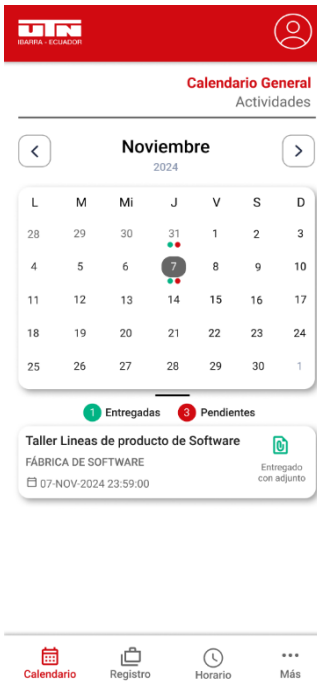 UTN
IBARRA - ECUADOR
Calendario General
Actividades
Noviembre
2024
L M Mi J V S D
28 29 30 31 1 2 3
4 5 6 7 8 9 10
11 12 13 14 15 16 17
18 19 20 21 22 23 24
25 26 27 28 29 30 1
1 Entregadas 3 Pendientes
Taller Lineas de producto de Software
FÁBRICA DE SOFTWARE
07-NOV-2024 23:59:00
Entregado
con adjunto
Calendario Registro Horario Más